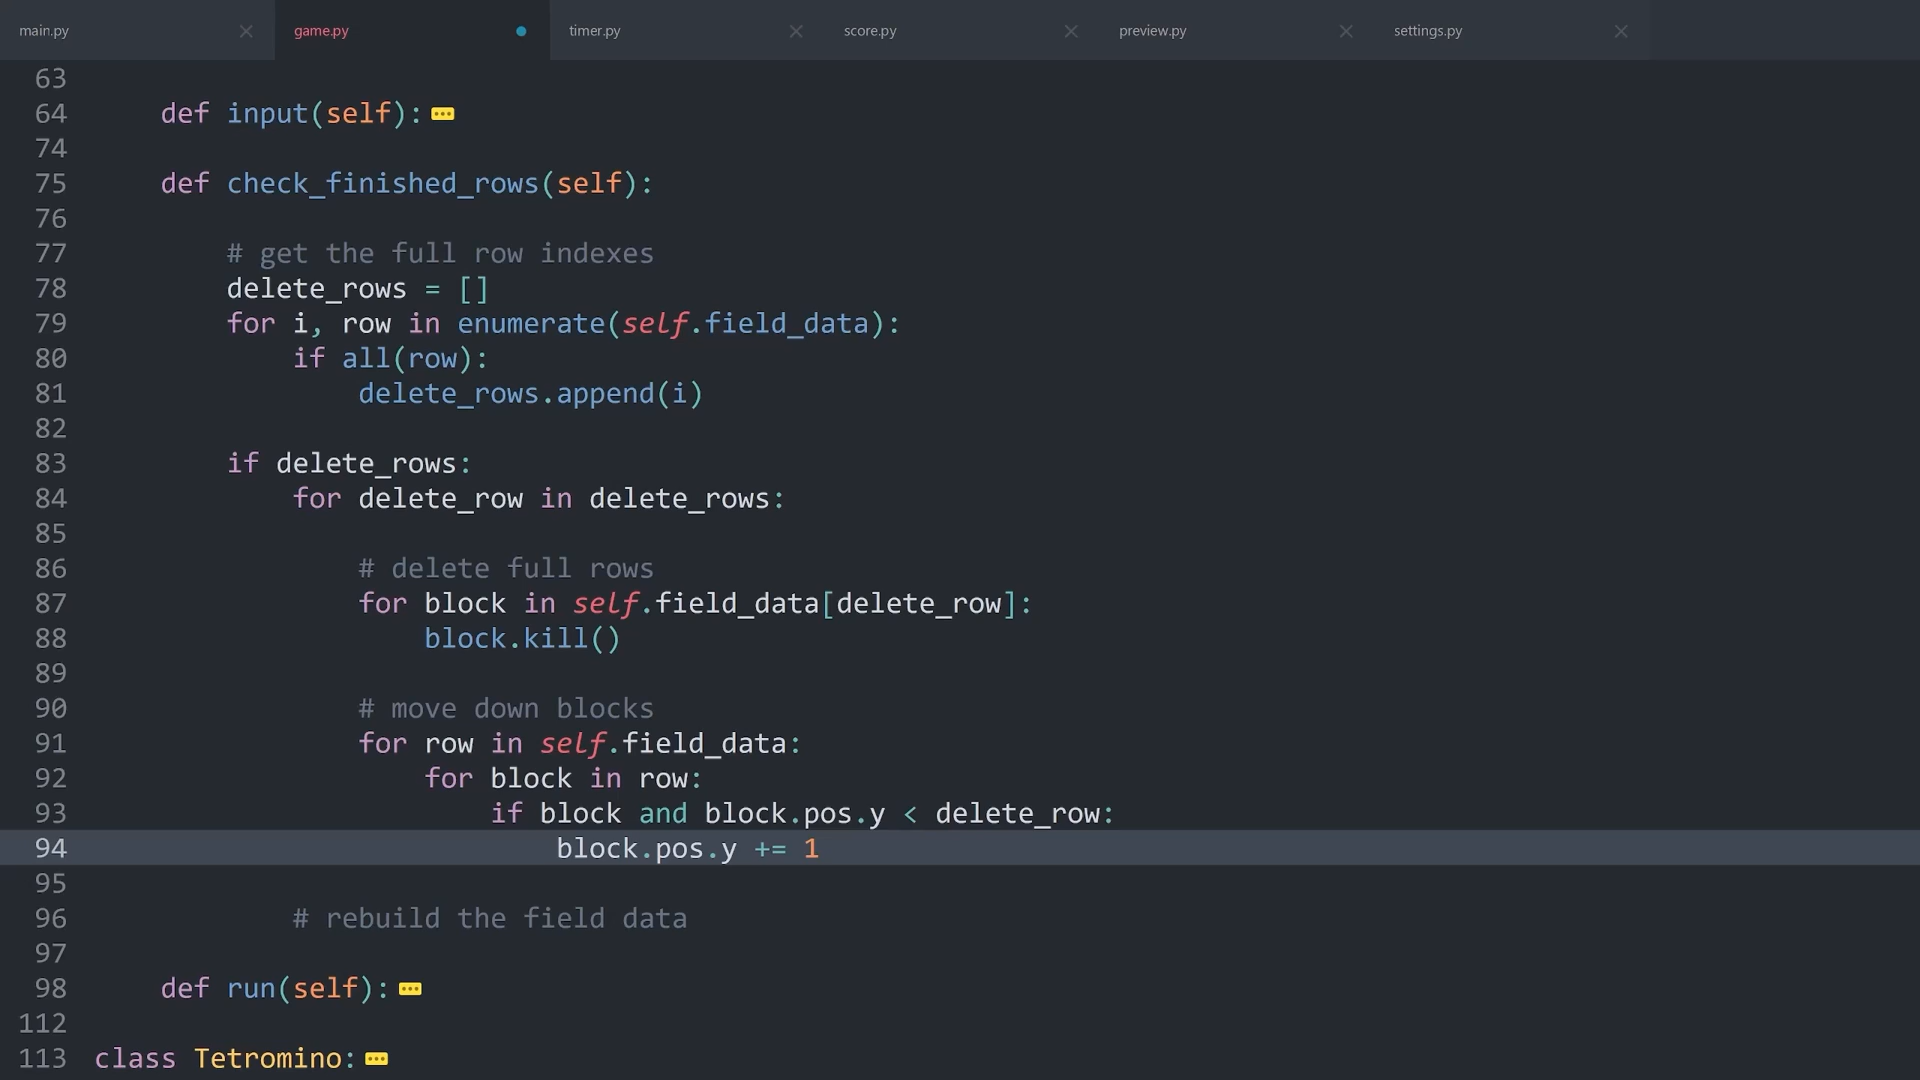 main.py game.py timer.py score.py preview.py settings.py
63
64 def input(self):
74
75 def check_finished_rows(self):
76
77 # get the full row indexes
78 delete_rows = []
79 for i, row in enumerate(self.field_data):
80 if all(row):
81 delete_rows.append(i)
82
83 if delete_rows:
84 for delete_row in delete_rows:
85
86 # delete full rows
87 for block in self.field_data[delete_row]:
88 block.kill()
89
90 # move down blocks
91 for row in self.field_data:
92 for block in row:
93 if block and block.pos.y < delete_row:
94 block.pos.y += 1
95
96 # rebuild the field data
97
98 def run(self):
112
113 class Tetromino: